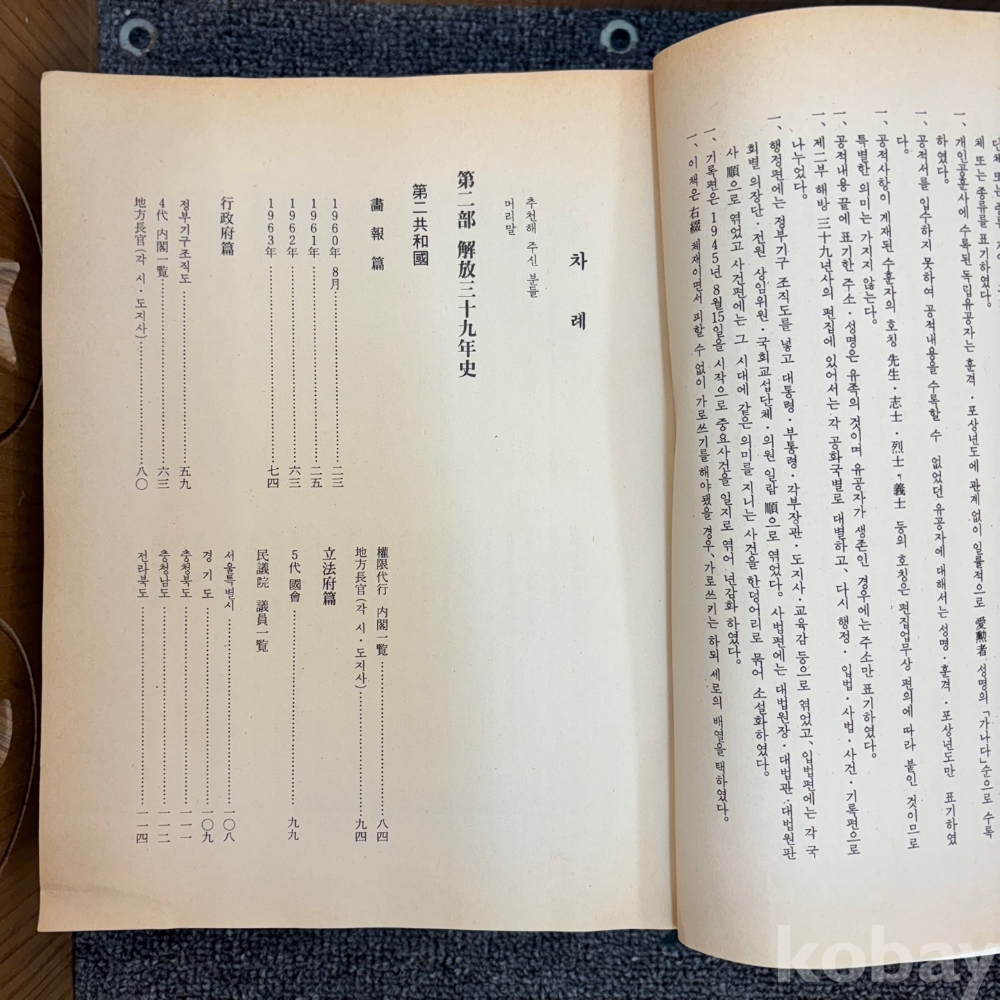 체 또는 종류를 지
개인공훈사에 수록된 독립유공자는 훈격·포상년도에 관계 없이 일률적으로 愛勲者 성명의 「가나다」순으로 수록
하였다.
一、공적서를 입수하지 못하여 공적내용을 수록할 수 없었던 유공자에 대해서는 성명·훈격·포상년도만 표기하였
다.
一、공적사항이 게재된 수훈자의 호칭 先生·志士·烈士·義士 등의 호칭은 편집업무상 편의에 따라 붙인 것이므로
특별한 의미는 가지지 않는다.
一、공적내용 끝에 표기한 주소·성명은 유족의 것이며 유공자가 생존인 경우에는 주소만 표기하였다.
一、제二부 해방 三十九년사의 편집에 있어서는 각 공화국별로 대별하고、다시 행정·입법·사법·사건·기록편으로
나누었다.
一、행정편에는 정부기구 조직도를 넣고 대통령·부통령·각부장관·도지사·교육감 등으로 엮었고、입법편에는 각 국
회별 의장단·전원 상임위원·국회교섭단체·의원 일람 順으로 엮었다. 사법편에는 대법원장·대법관·대법원판
사 順으로 엮었고 사건편에는 그 시대에 같은 의미를 지니는 사건을 한덩어리로 묶어 소설화하였다.
一、기록편은 1945년 8월 15일을 시작으로 중요사건을 일지로 엮어 년감화 하였다.
一、이 책은 右綴 체재이면서 피할 수 없이 가로쓰기를 해야 됐을 경우、가로쓰기는 하되 세로의 배열을 택하였다.
차 례
추천해 주신 분들
머리말
第二部 解放三十九年史
第二共和國
畵報篇
1960年 8月……二三
1961年……二五
1962年……六三
1963年……七四
行政府篇
정부기구조직도……五九
4代 內閣一覧……六三
地方長官(각 시·도지사)……八〇
權限代行 內閣一覧……八四
地方長官(각 시·도지사)……九四
立法府篇
5代 國會……九九
民議院 議員一覧
서울특별시……一〇八
경기도……一〇九
충청북도……一一一
충청남도……一一二
전라북도……一一四
kobay